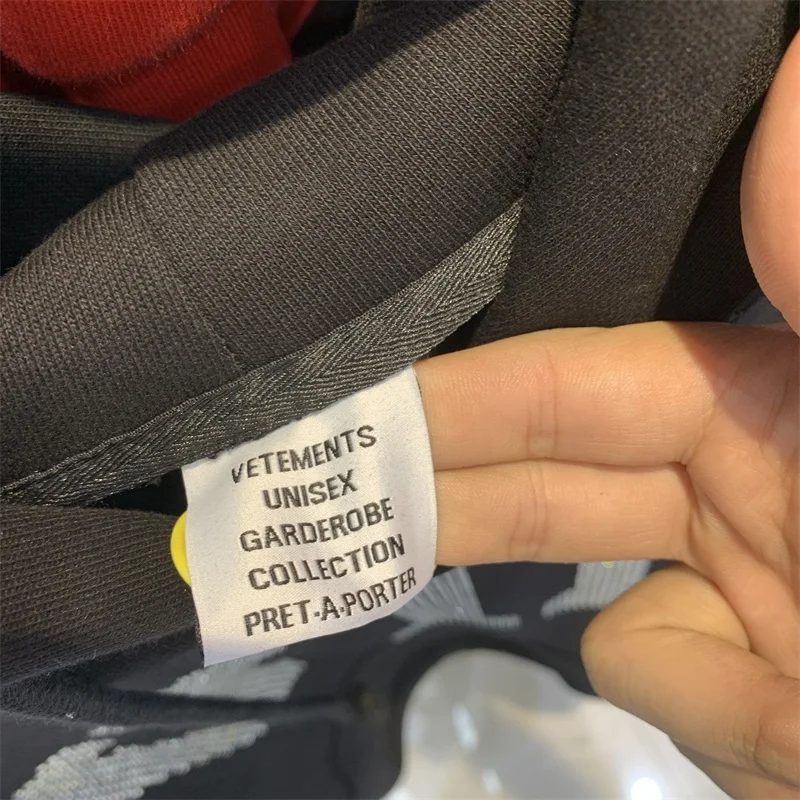 VETEMENTS
UNISEX
GARDEROBE
COLLECTION
PRET-A-PORTER